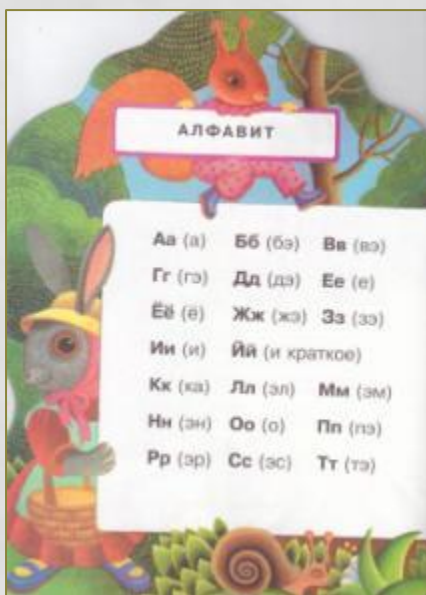 АЛФАВИТ
Аа (а) Бб (бэ) Вв (вэ)
Гг (гэ) Дд (дэ) Ее (е)
Ёё (ё) Жж (жэ) Зз (зэ)
Ии (и) Йй (и краткое)
Кк (ка) Лл (эл) Мм (эм)
Нн (эн) Оо (о) Пп (пэ)
Рр (эр) Сс (эс) Тт (тэ)